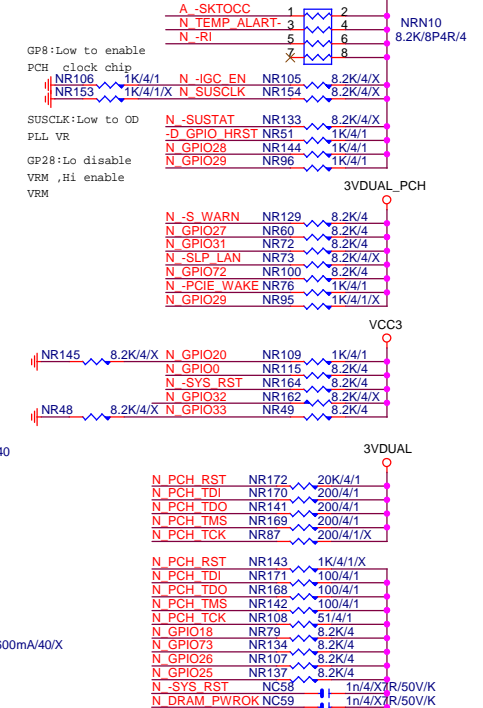 A_-SKTOCC 1 2
N_TEMP_ALART- 3 4 NRN10
N_-RI 5 6 8.2K/8P4R/4
7 8
GP8:Low to enable
PCH clock chip
NR106 1K/4/1 N_-IGC_EN NR105 8.2K/4/X
NR153 1K/4/1/X N_SUSCLK NR154 8.2K/4/X
SUSCLK:Low to OD
PLL VR
N_-SUSTAT NR133 8.2K/4/X
-D_GPIO_HRST NR51 1K/4/1
N_GPIO28 NR144 1K/4/1
N_GPIO29 NR96 1K/4/1
GP28:Lo disable
VRM ,Hi enable
VRM
3VDUAL_PCH
N_-S_WARN NR129 8.2K/4
N_GPIO27 NR60 8.2K/4
N_GPIO31 NR72 8.2K/4
N_-SLP_LAN NR73 8.2K/4/X
N_GPIO72 NR100 8.2K/4
N_-PCIE_WAKE NR76 1K/4/1
N_GPIO29 NR95 1K/4/1/X
VCC3
NR145 8.2K/4/X N_GPIO20 NR109 1K/4/1
N_GPIO0 NR115 8.2K/4
N_-SYS_RST NR164 8.2K/4
N_GPIO32 NR162 8.2K/4/X
NR48 8.2K/4/X N_GPIO33 NR49 8.2K/4
40
3VDUAL
N_PCH_RST NR172 20K/4/1
N_PCH_TDI NR170 200/4/1
N_PCH_TDO NR141 200/4/1
N_PCH_TMS NR169 200/4/1
N_PCH_TCK NR87 200/4/1/X
N_PCH_RST NR143 1K/4/1/X
N_PCH_TDI NR171 100/4/1
N_PCH_TDO NR168 100/4/1
N_PCH_TMS NR142 100/4/1
N_PCH_TCK NR108 51/4/1
N_GPIO18 NR79 8.2K/4
N_GPIO73 NR134 8.2K/4
600mA/40/X
N_GPIO26 NR107 8.2K/4
N_GPIO25 NR137 8.2K/4
N_-SYS_RST NC58 1n/4/X7R/50V/K
N_DRAM_PWROK NC59 1n/4/X7R/50V/K